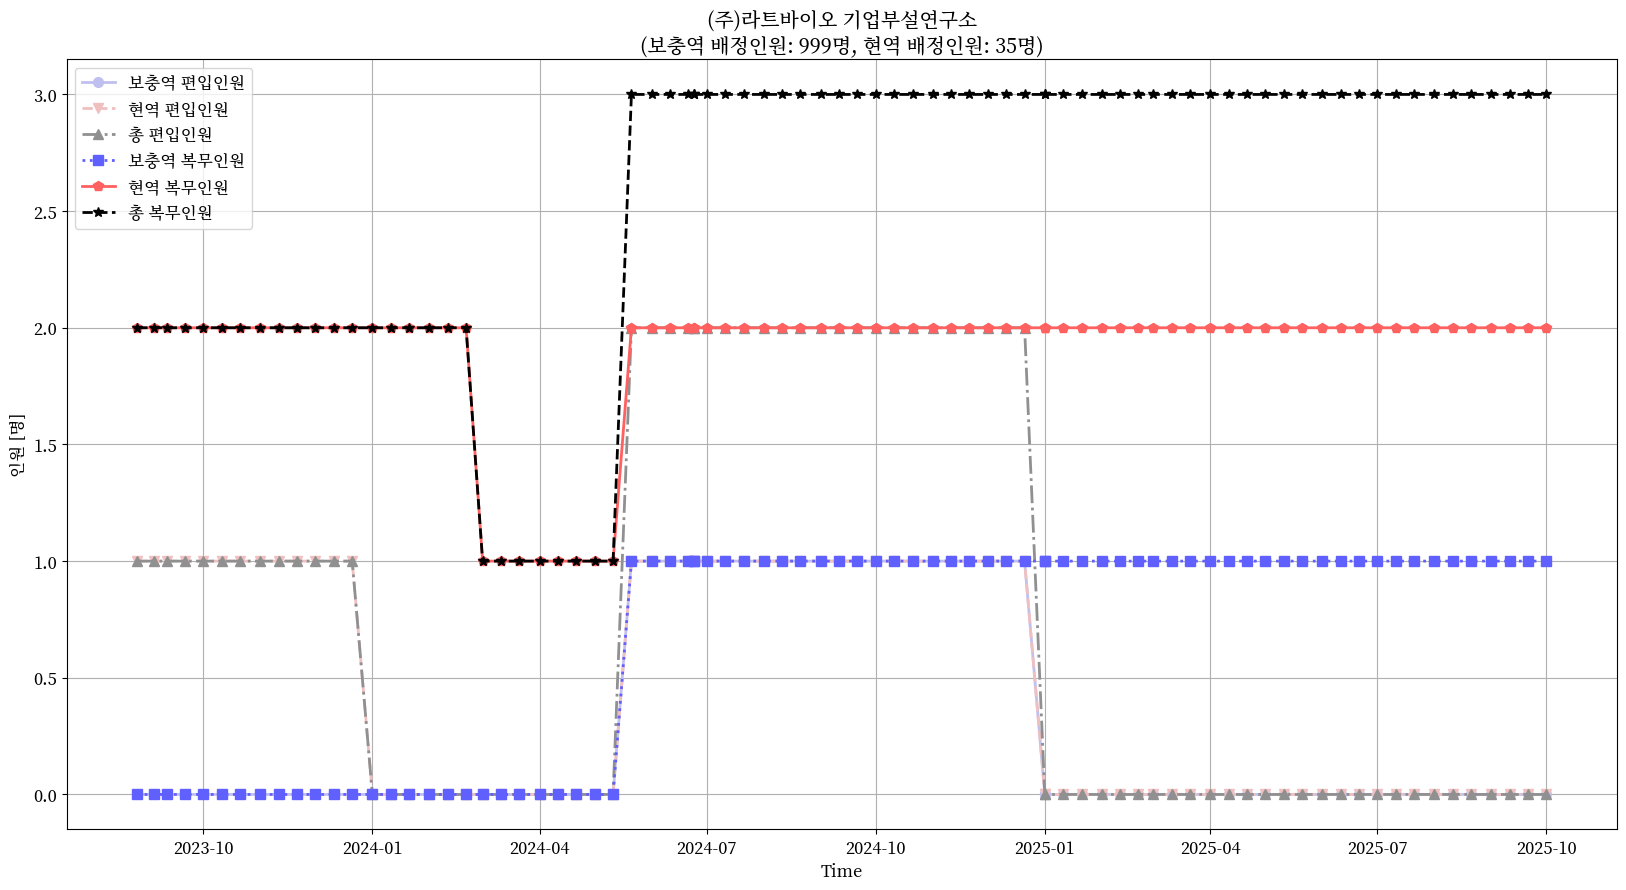 (주)라트바이오 기업부설연구소
(보충역 배정인원: 999명, 현역 배정인원: 35명)
보충역 편입인원
현역 편입인원
총 편입인원
보충역 복무인원
현역 복무인원
총 복무인원
3.0
2.5
2.0
1.5
1.0
0.5
0.0
인원 [명]
2023-10
2024-01
2024-04
2024-07
2024-10
2025-01
2025-04
2025-07
2025-10
Time